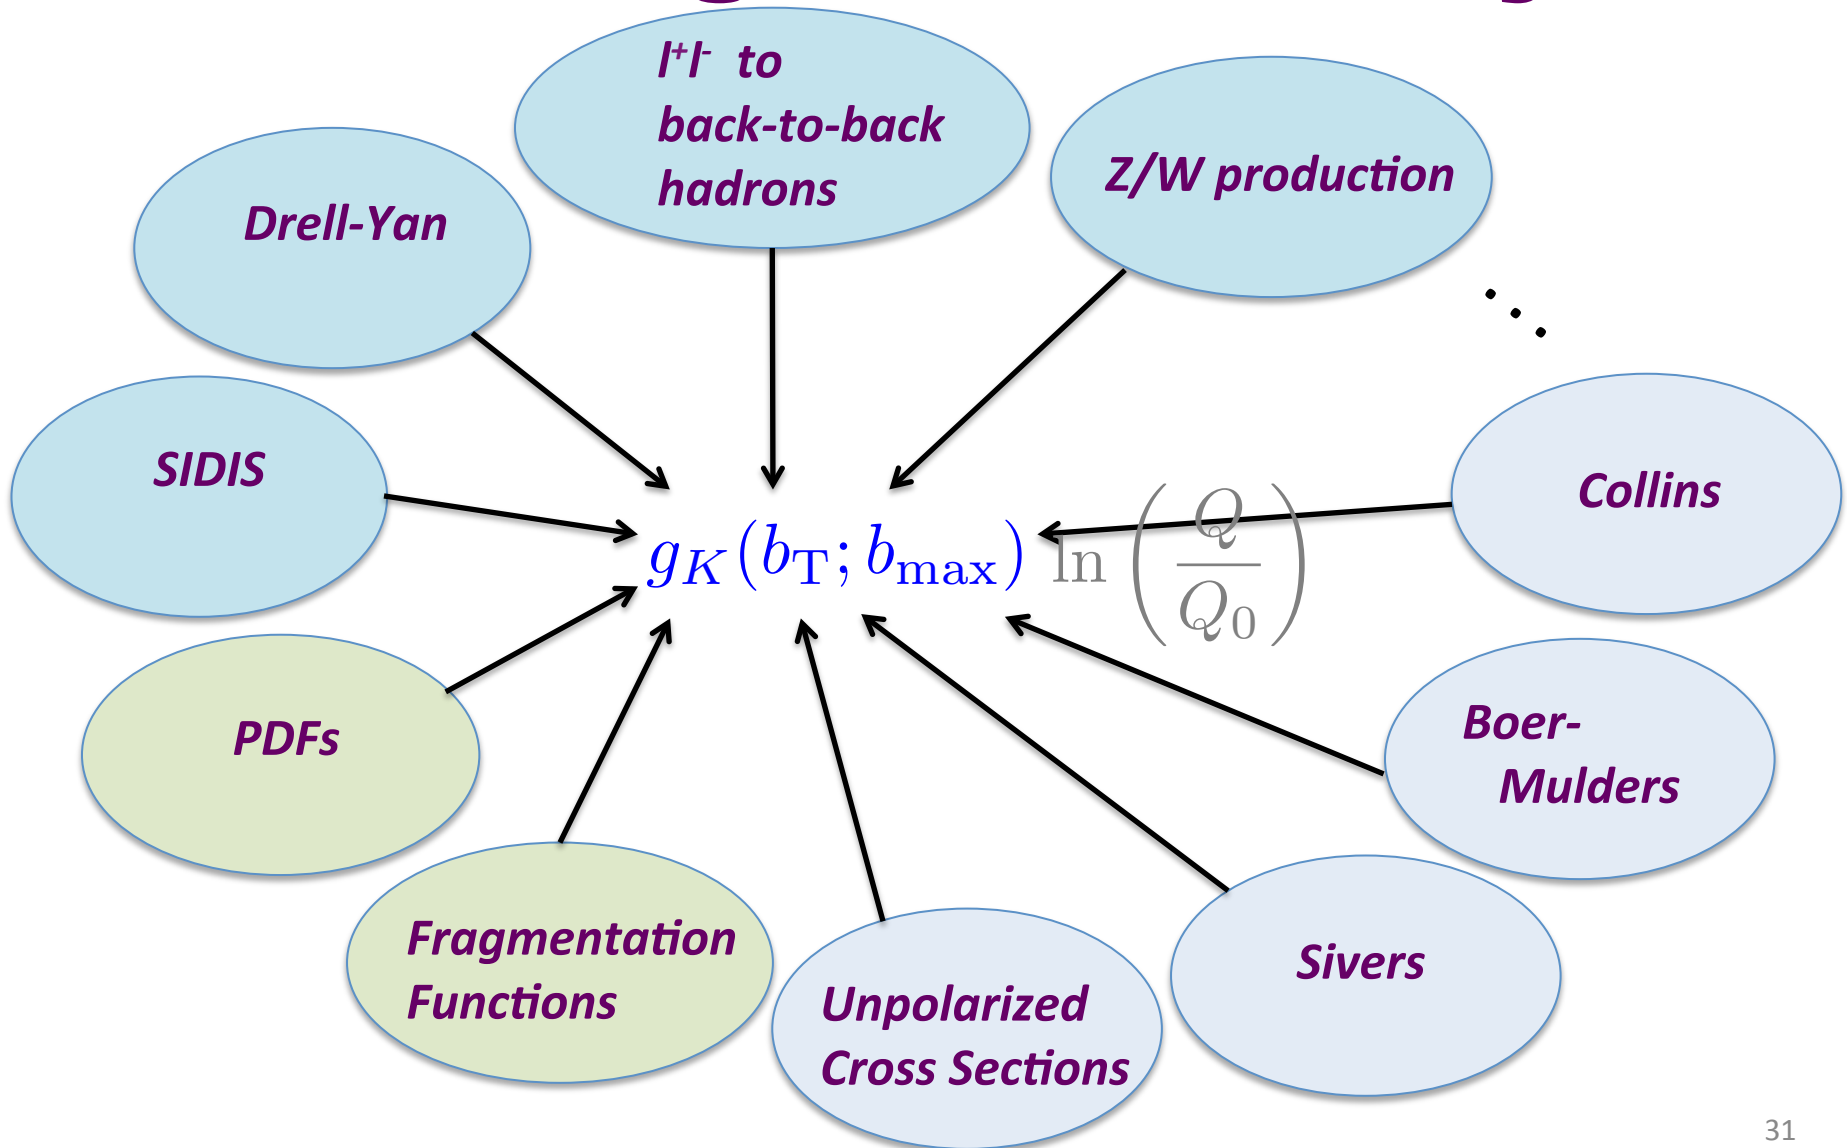 l⁺l⁻ to
back-to-back
hadrons
Z/W production
Drell-Yan
SIDIS
Collins
g_K(b_T; b_max) ln (Q/Q_0)
PDFs
Boer-
Mulders
Fragmentation
Functions
Unpolarized
Cross Sections
Sivers
31